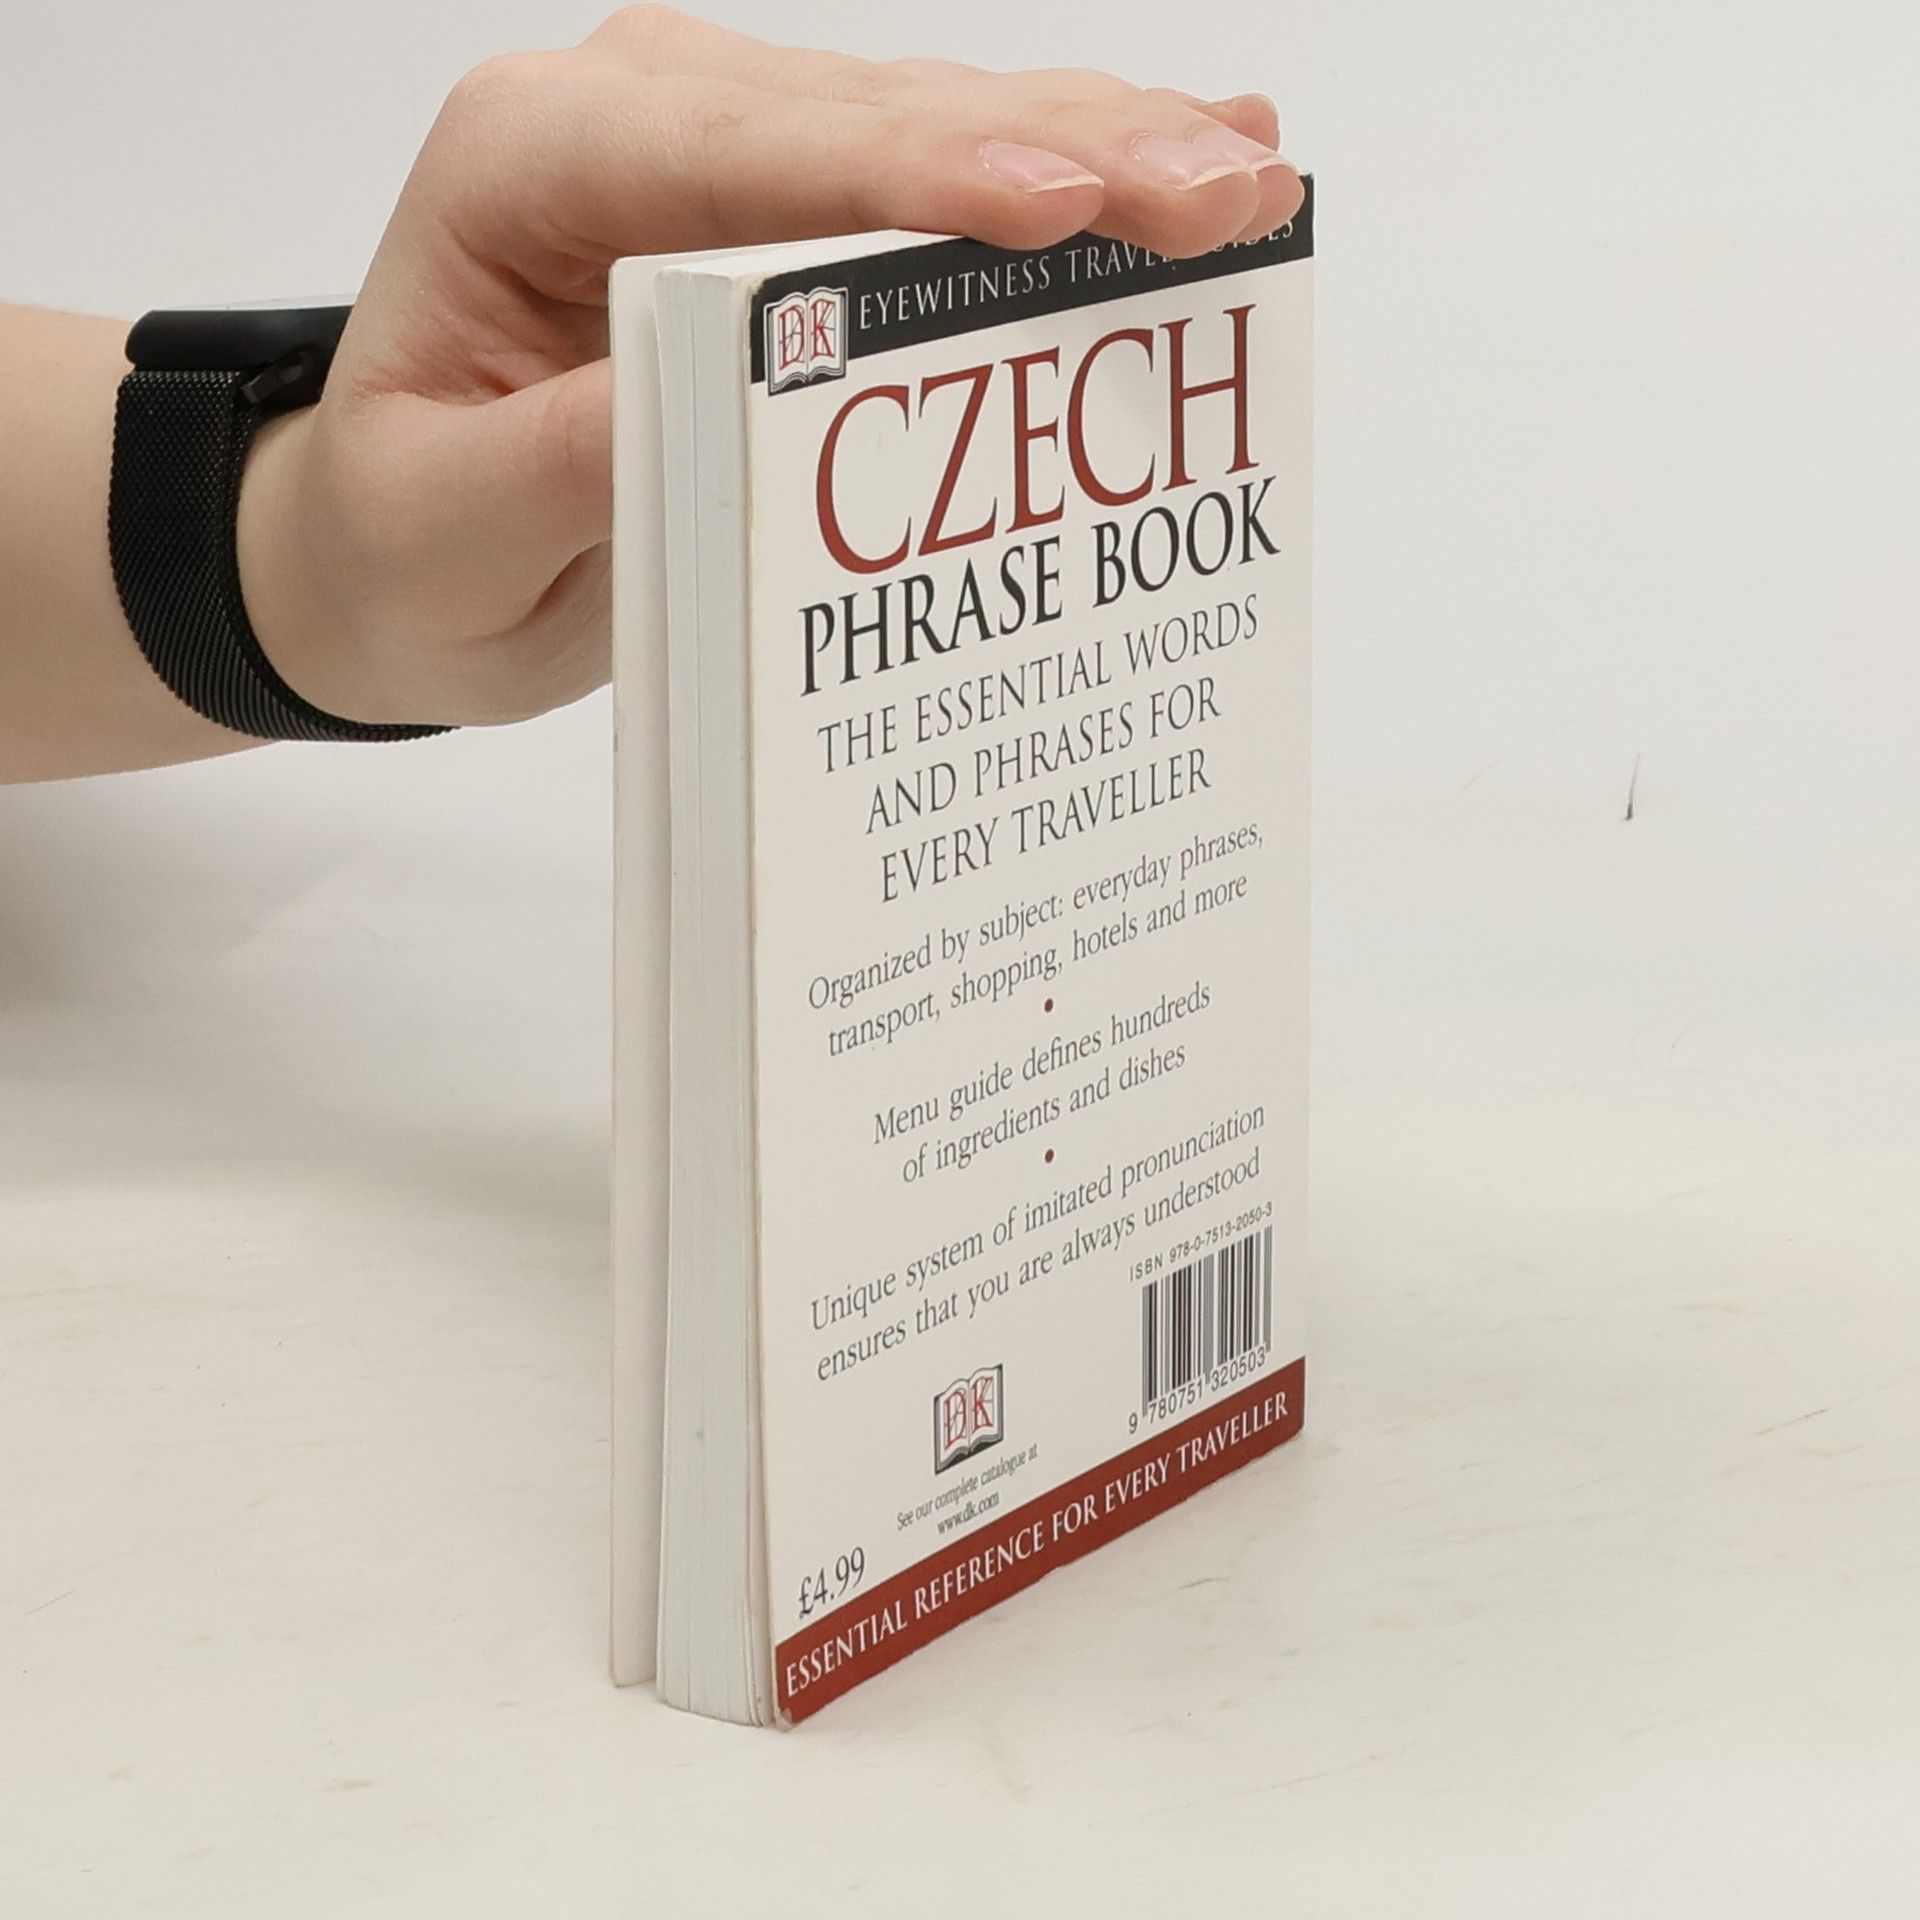 DK
EYEWITNESS TRAVEL GUIDES
CZECH
PHRASE BOOK
THE ESSENTIAL WORDS
AND PHRASES FOR
EVERY TRAVELLER
Organized by subject: everyday phrases,
transport, shopping, hotels and more
•
Menu guide defines hundreds
of ingredients and dishes
•
Unique system of imitated pronunciation
ensures that you are always understood
ISBN 978-0-7513-2050-3
9 780751 320503
DK
See our complete catalogue at
www.dk.com
£4.99
ESSENTIAL REFERENCE FOR EVERY TRAVELLER